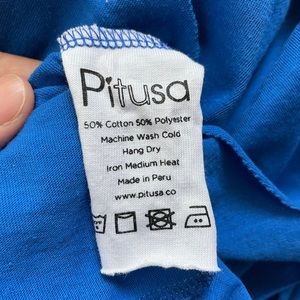 Pitusa
50% Cotton 50% Polyester
Machine Wash Cold
Hang Dry
Iron Medium Heat
Made in Peru
www.pitusa.co